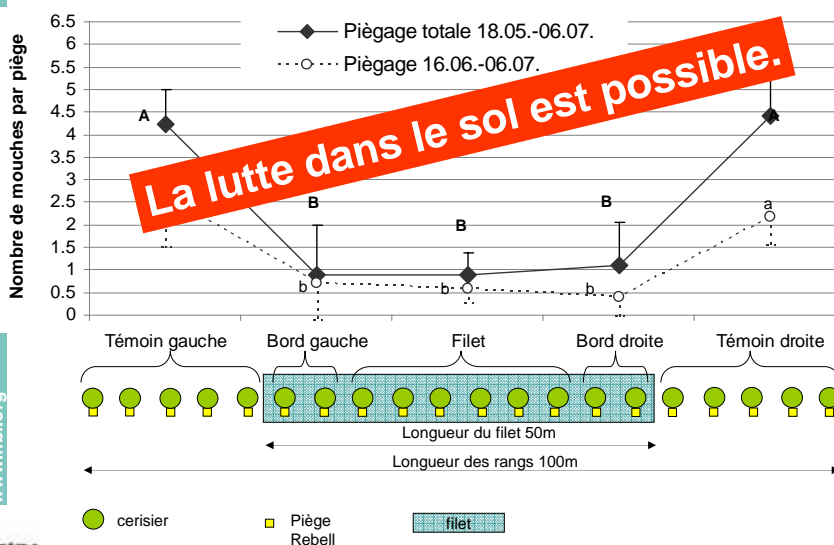 Nombre de mouches par piège
6.5
6
5.5
5
4.5
4
3.5
3
2.5
2
1.5
1
0.5
0
Piègage totale 18.05.-06.07.
Piègage 16.06.-06.07.
La lutte dans le sol est possible.
A
B
B
B
A
b
b
b
a
Témoin gauche
Bord gauche
Filet
Bord droite
Témoin droite
Longueur du filet 50m
Longueur des rangs 100m
cerisier
Piège
Rebell
filet